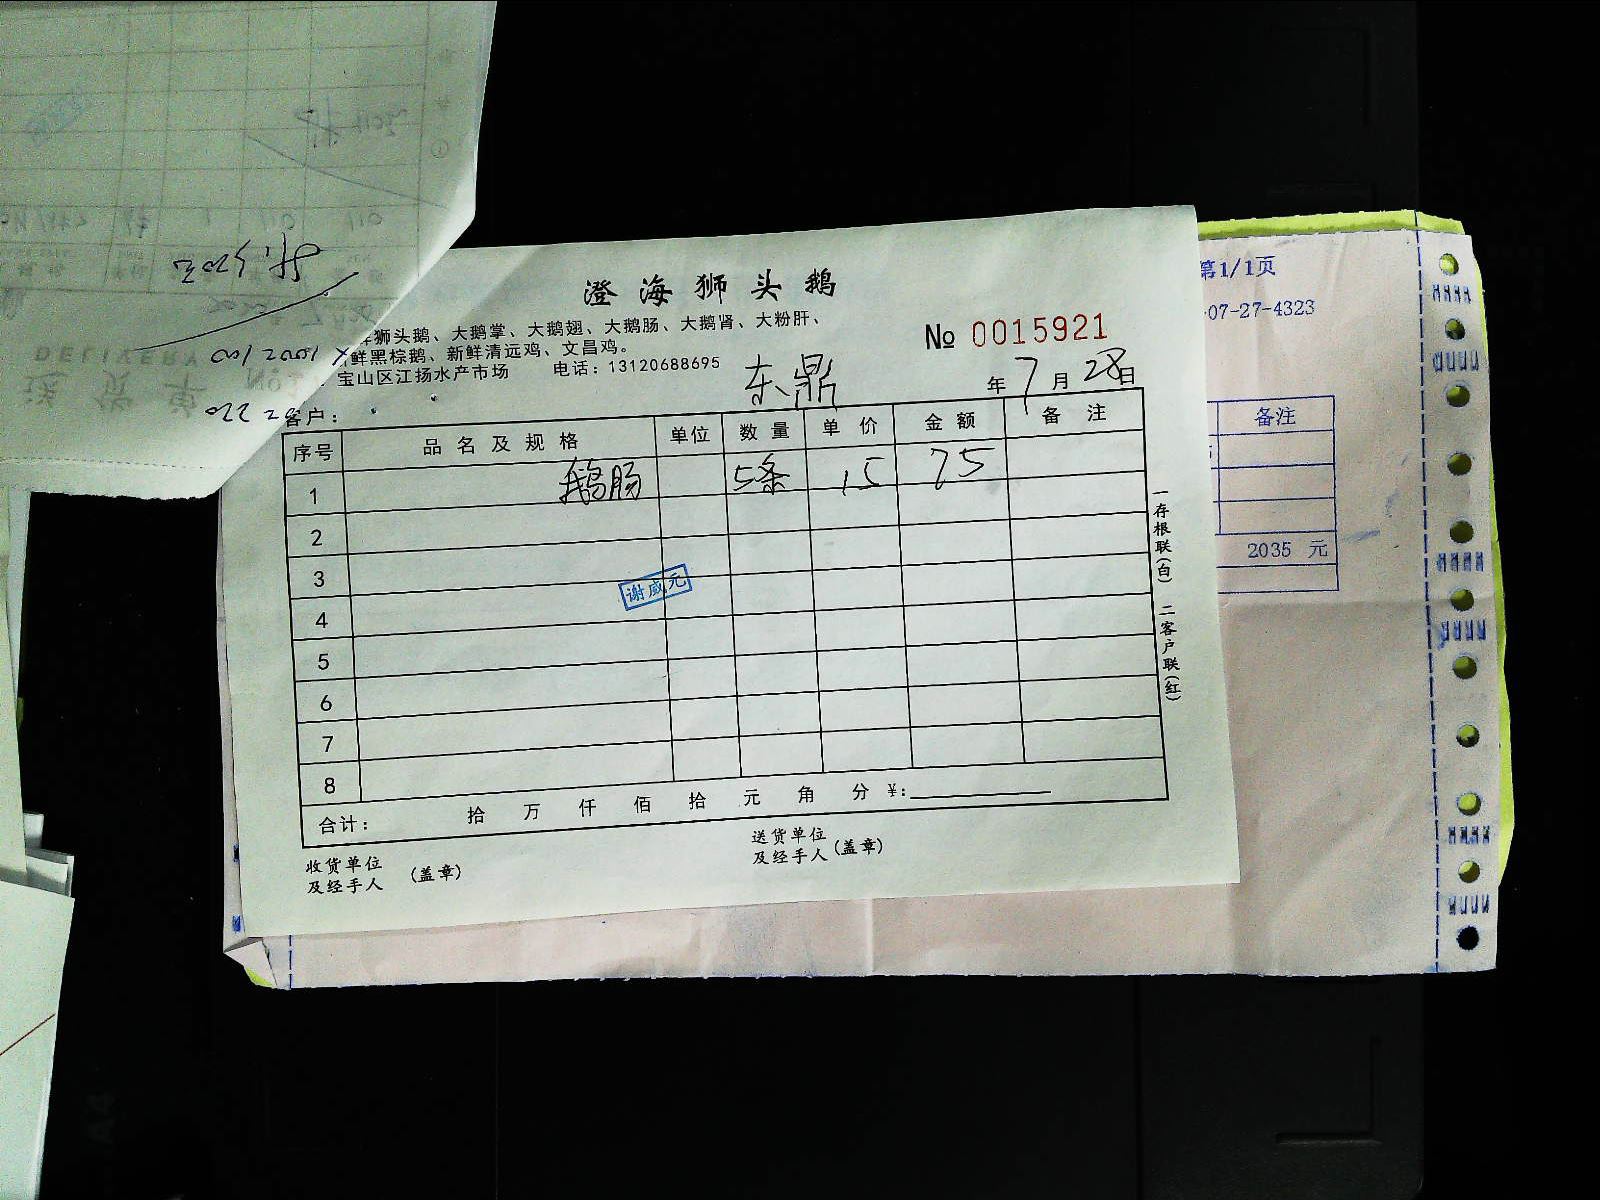 澄海狮头鹅
狮头鹅、大鹅掌、大鹅翅、大鹅肠、大鹅肾、大粉肝、
鲜黑棕鹅、新鲜清远鸡、文昌鸡。
宝山区江扬水产市场 电话：13120688695
№ 0015921
东鼎
年 7 月 28 日
客户：
序号 品名及规格 单位 数量 单价 金额 备注
1 鹅肠 5条 15 75
2
3
谢威元
4
5
6
7
8
合计： 拾 万 仟 佰 拾 元 角 分 ¥：
收货单位及经手人 (盖章)
送货单位及经手人 (盖章)
一存根联(白) 二客户联(红)
第1/1页
-07-27-4323
备注
2035 元
DELIVERY
送货单
A4